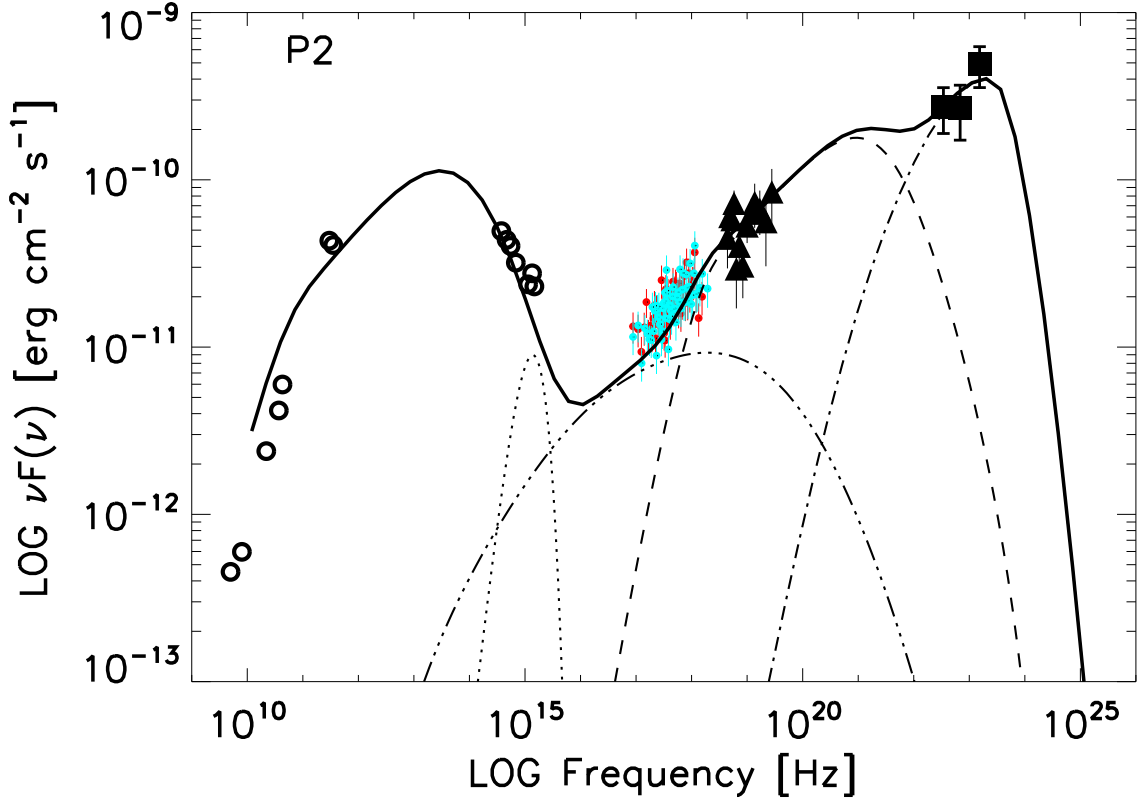 P2
LOG νF(ν) [erg cm⁻² s⁻¹]
10⁻⁹
10⁻¹⁰
10⁻¹¹
10⁻¹²
10⁻¹³
10¹⁰ 10¹⁵ 10²⁰ 10²⁵
LOG Frequency [Hz]